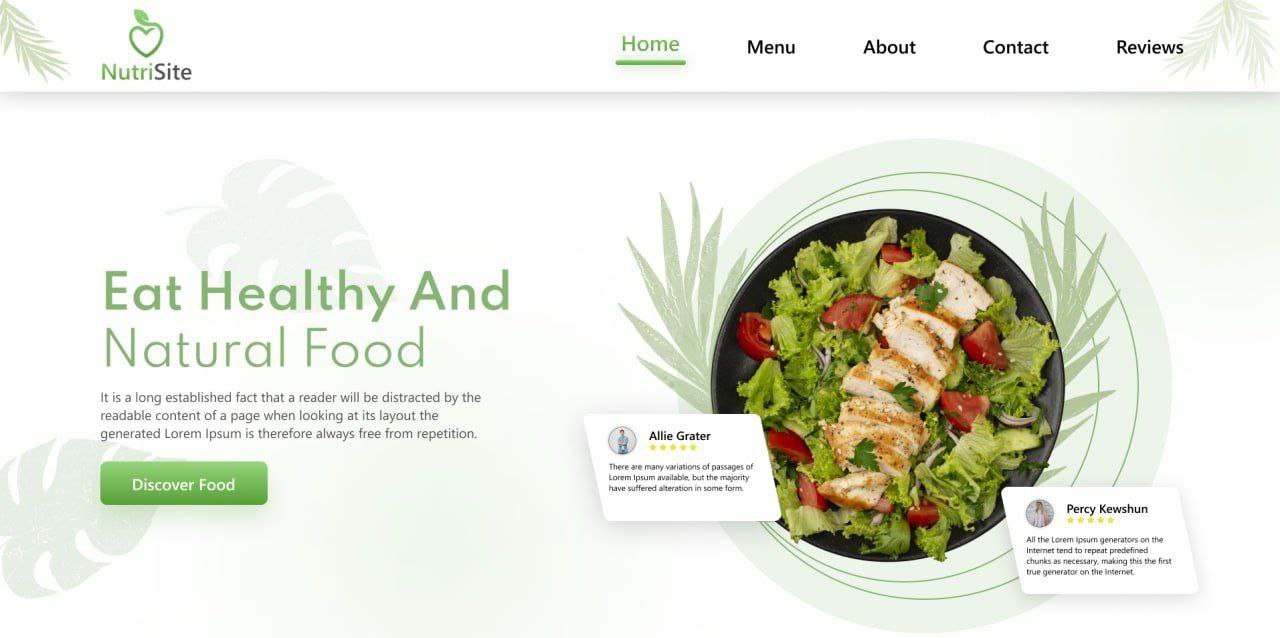 NutriSite
Home Menu About Contact Reviews
Eat Healthy And
Natural Food
It is a long established fact that a reader will be distracted by the
readable content of a page when looking at its layout the
generated Lorem Ipsum is therefore always free from repetition.
Discover Food
Allie Grater
There are many variations of passages of
Lorem Ipsum available, but the majority
have suffered alteration in some form.
Percy Kewshun
All the Lorem Ipsum generators on the
Internet tend to repeat predefined
chunks as necessary, making this the first
true generator on the Internet.